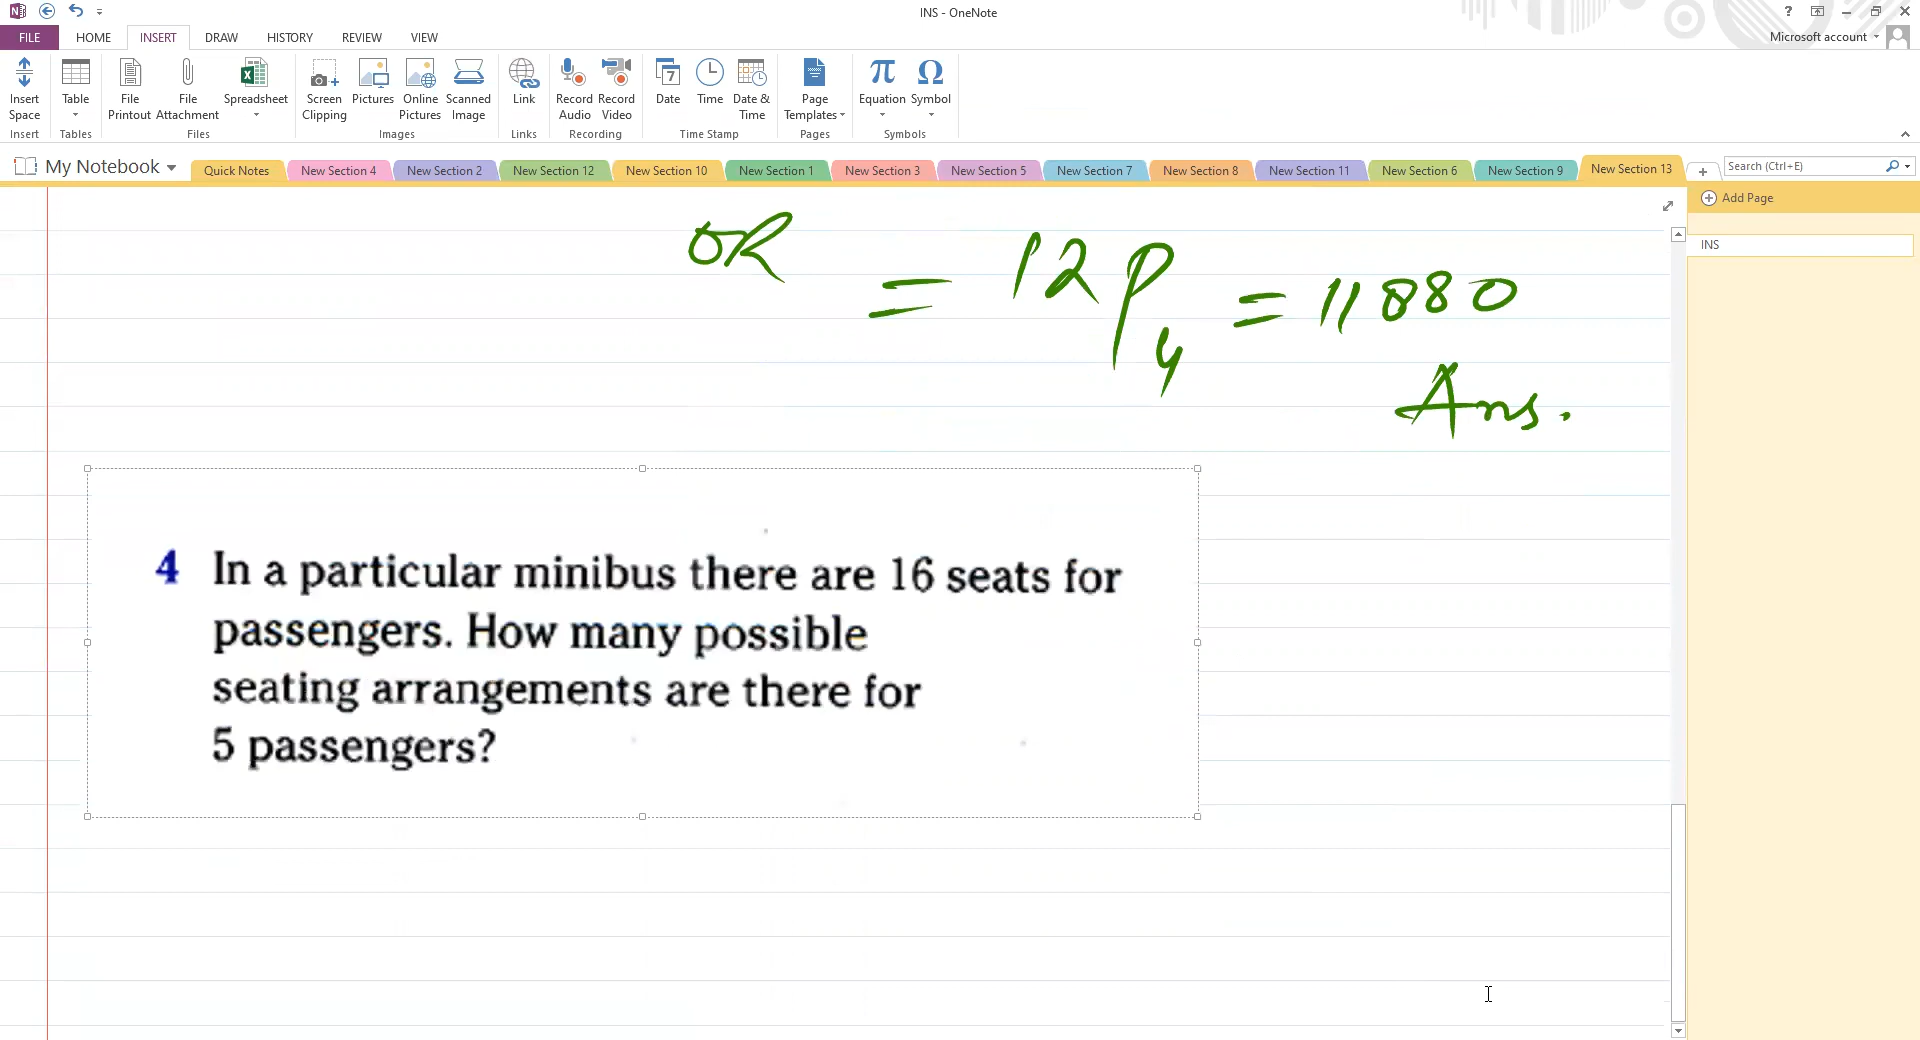 INS - OneNote
?
Microsoft account
FILE HOME INSERT DRAW HISTORY REVIEW VIEW
Insert Space
Table
File Printout
File Attachment
Spreadsheet
Screen Clipping
Pictures
Online Pictures
Scanned Image
Link
Record Audio
Record Video
Date
Time
Date & Time
Page Templates
π Equation
Ω Symbol
Insert Tables Files Images Links Recording Time Stamp Pages Symbols
My Notebook Quick Notes New Section 4 New Section 2 New Section 12 New Section 10 New Section 1 New Section 3 New Section 5 New Section 7 New Section 8 New Section 11 New Section 6 New Section 9 New Section 13 + Search (Ctrl+E)
Add Page
INS
OR
= 12P4 = 11880
Ans.
4 In a particular minibus there are 16 seats for
passengers. How many possible
seating arrangements are there for
5 passengers?